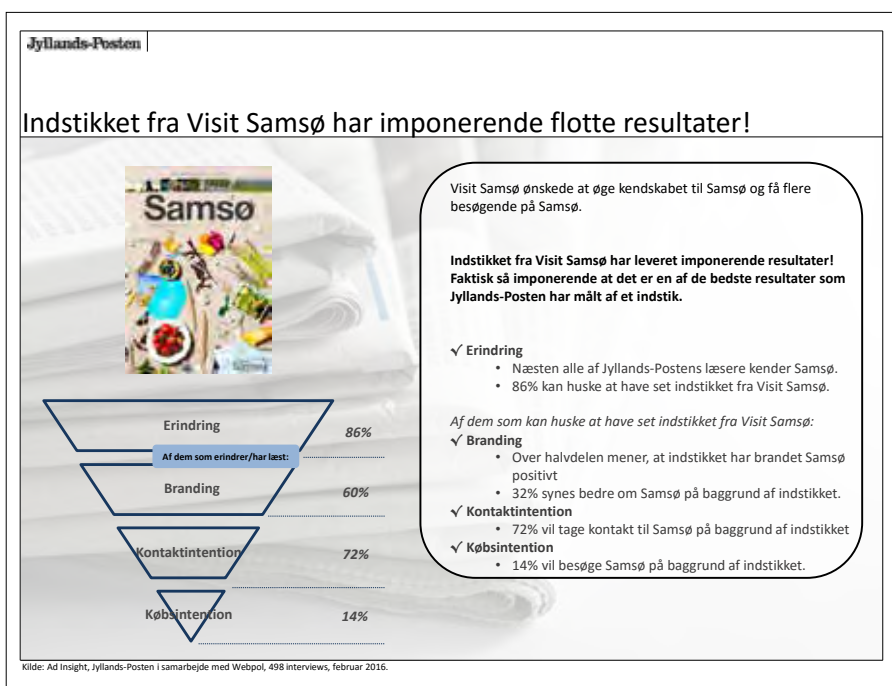 Jyllands-Posten
Indstikket fra Visit Samsø har imponerende flotte resultater!
Samsø
Erindring
86%
Af dem som erindrer/har læst:
Branding
60%
Kontaktintention
72%
Købsintention
14%
Visit Samsø ønskede at øge kendskabet til Samsø og få flere
besøgende på Samsø.
Indstikket fra Visit Samsø har leveret imponerende resultater!
Faktisk så imponerende at det er en af de bedste resultater som
Jyllands-Posten har målt af et indstik.
✓ Erindring
• Næsten alle af Jyllands-Postens læsere kender Samsø.
• 86% kan huske at have set indstikket fra Visit Samsø.
Af dem som kan huske at have set indstikket fra Visit Samsø:
✓ Branding
• Over halvdelen mener, at indstikket har brandet Samsø
positivt
• 32% synes bedre om Samsø på baggrund af indstikket.
✓ Kontaktintention
• 72% vil tage kontakt til Samsø på baggrund af indstikket
✓ Købsintention
• 14% vil besøge Samsø på baggrund af indstikket.
Kilde: Ad Insight, Jyllands-Posten i samarbejde med Webpol, 498 interviews, februar 2016.